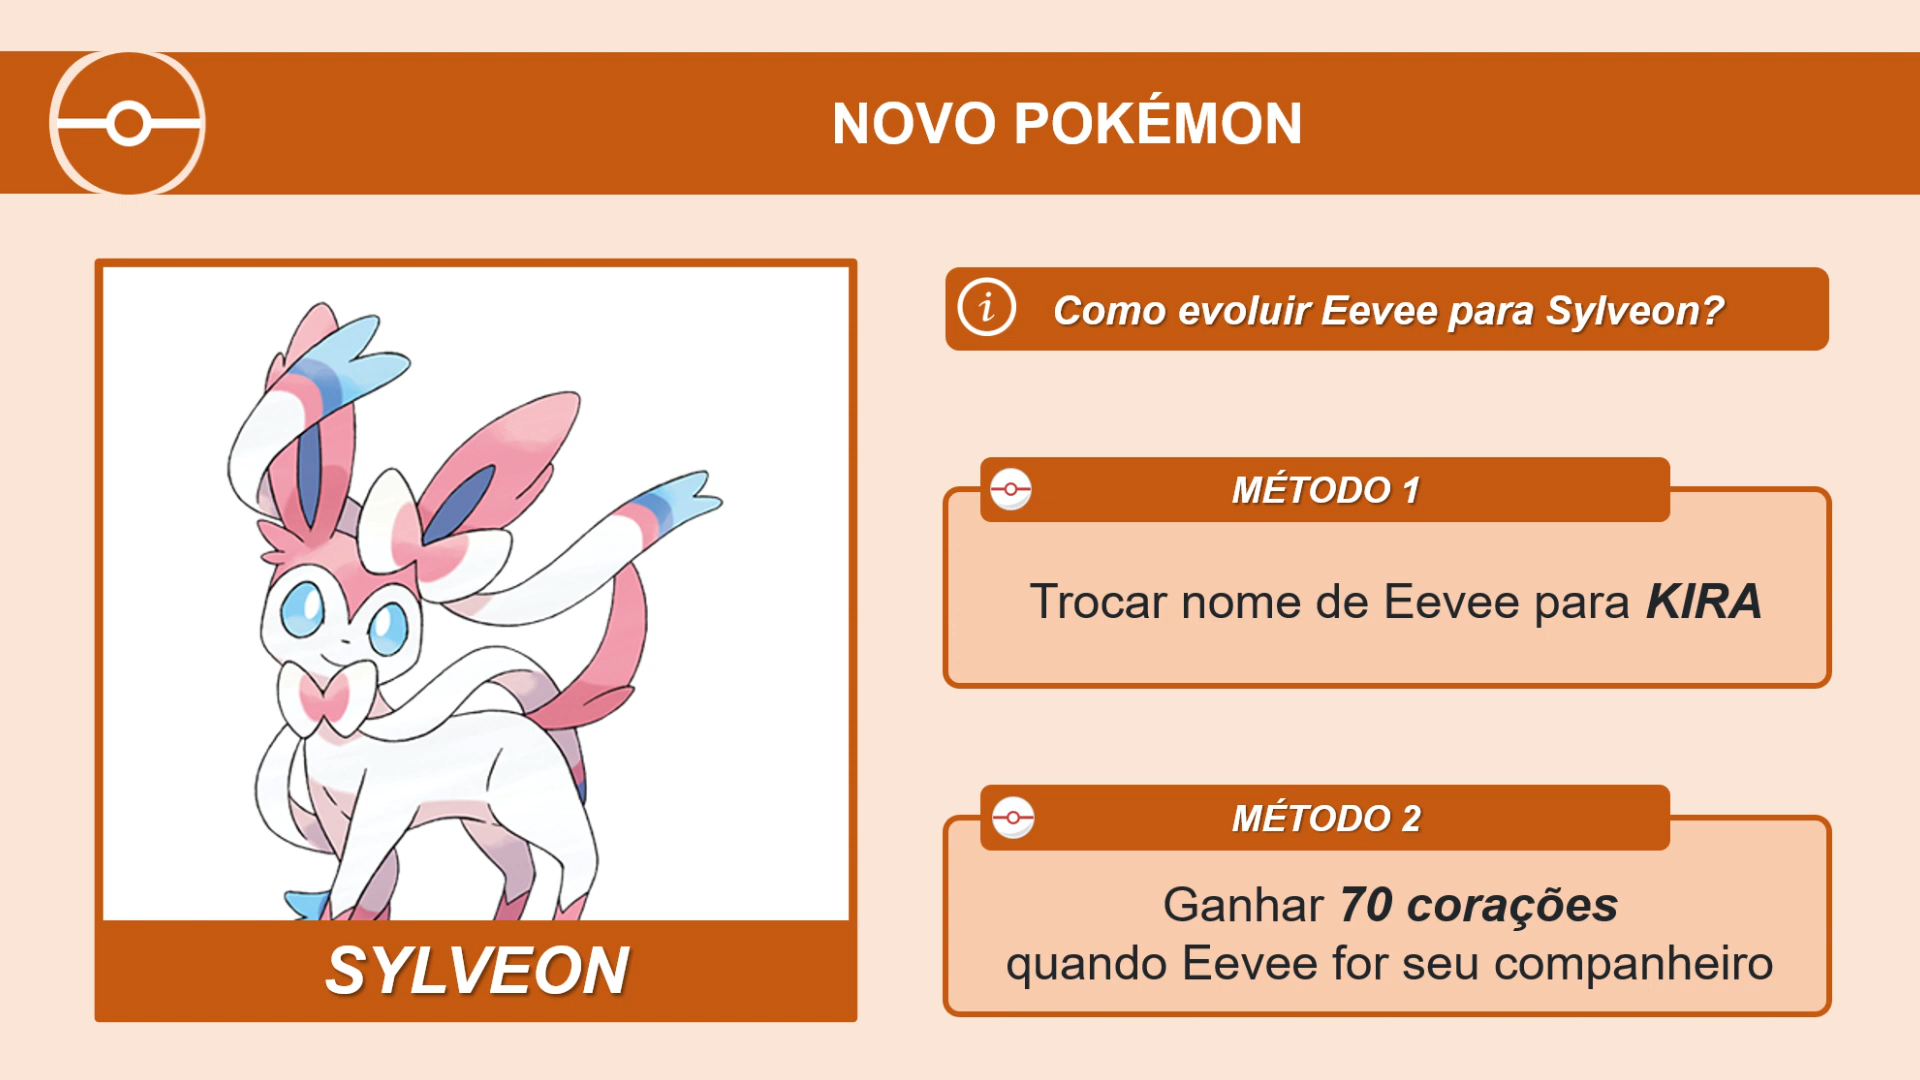 NOVO POKÉMON
SYLVEON
i Como evoluir Eevee para Sylveon?
MÉTODO 1
Trocar nome de Eevee para KIRA
MÉTODO 2
Ganhar 70 corações
quando Eevee for seu companheiro